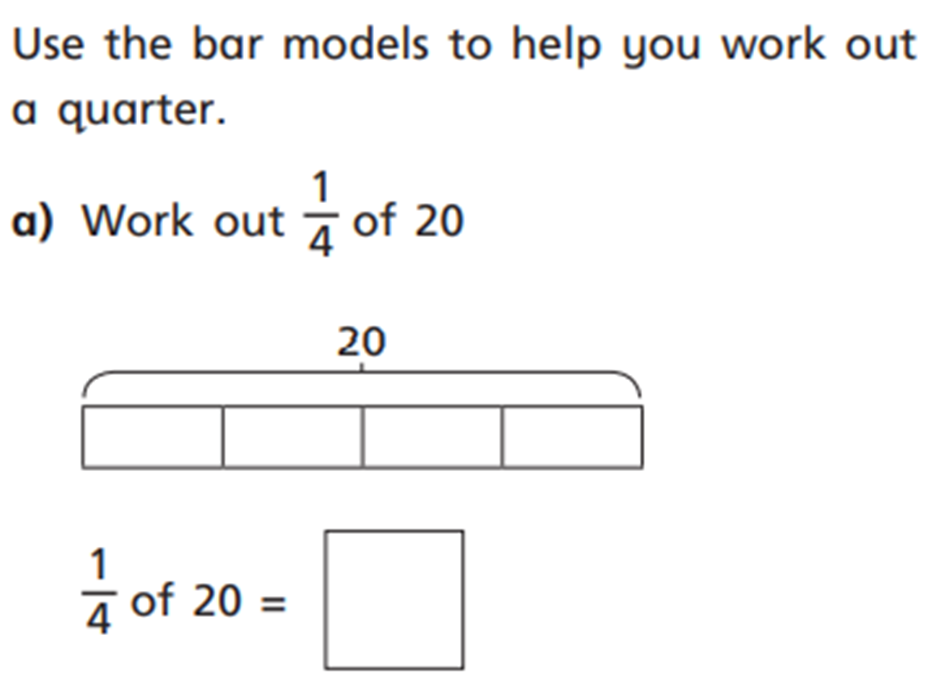 Use the bar models to help you work out
a quarter.
a) Work out 1/4 of 20
20
1/4 of 20 =